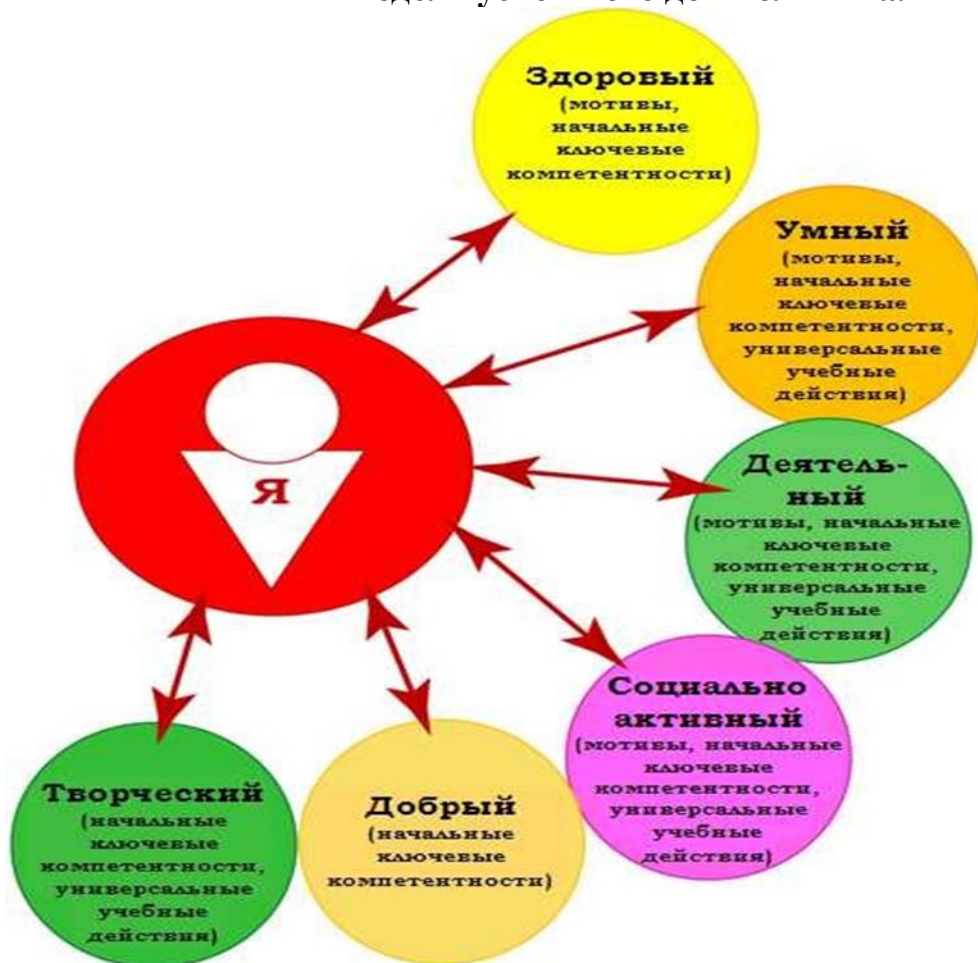 Здоровый
(мотивы,
начальные
ключевые
компетентности)
Умный
(мотивы,
начальные
ключевые
компетентности,
универсальные
учебные
действия)
Деятель-
ный
(мотивы, начальные
ключевые
компетентности,
универсальные
учебные
действия)
Я
Социально
активный
(мотивы, начальные
ключевые
компетентности,
универсальные
учебные
действия)
Добрый
(начальные
ключевые
компетентности)
Творческий
(начальные
ключевые
компетентности,
универсальные
учебные
действия)